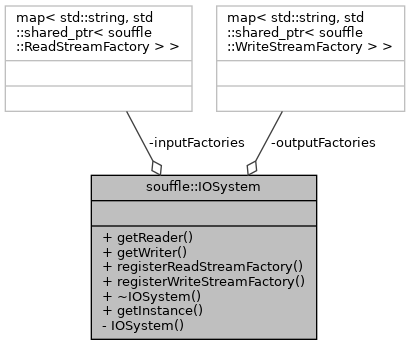 map< std::string, std
::shared_ptr< souffle
::ReadStreamFactory > >
map< std::string, std
::shared_ptr< souffle
::WriteStreamFactory > >
-inputFactories
-outputFactories
souffle::IOSystem
+ getReader()
+ getWriter()
+ registerReadStreamFactory()
+ registerWriteStreamFactory()
+ ~IOSystem()
+ getInstance()
- IOSystem()